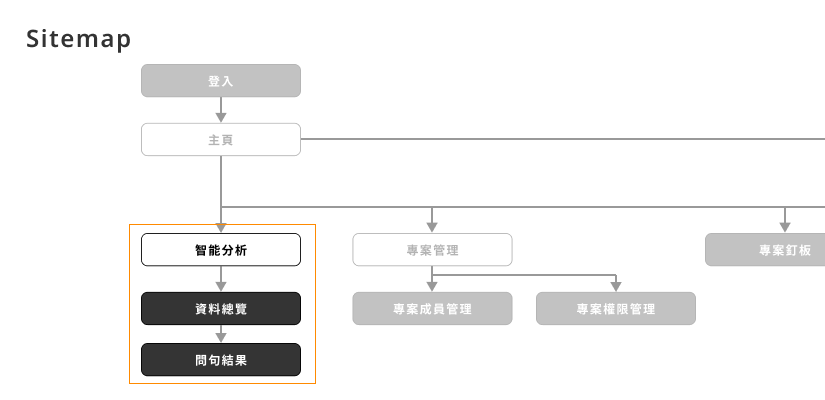 Sitemap
登入
主頁
智能分析
專案管理
專案釘板
資料總覽
專案成員管理
專案權限管理
問句結果